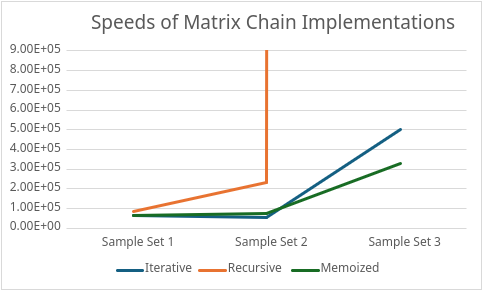 Speeds of Matrix Chain Implementations
9.00E+05
8.00E+05
7.00E+05
6.00E+05
5.00E+05
4.00E+05
3.00E+05
2.00E+05
1.00E+05
0.00E+00
Sample Set 1 Sample Set 2 Sample Set 3
Iterative Recursive Memoized